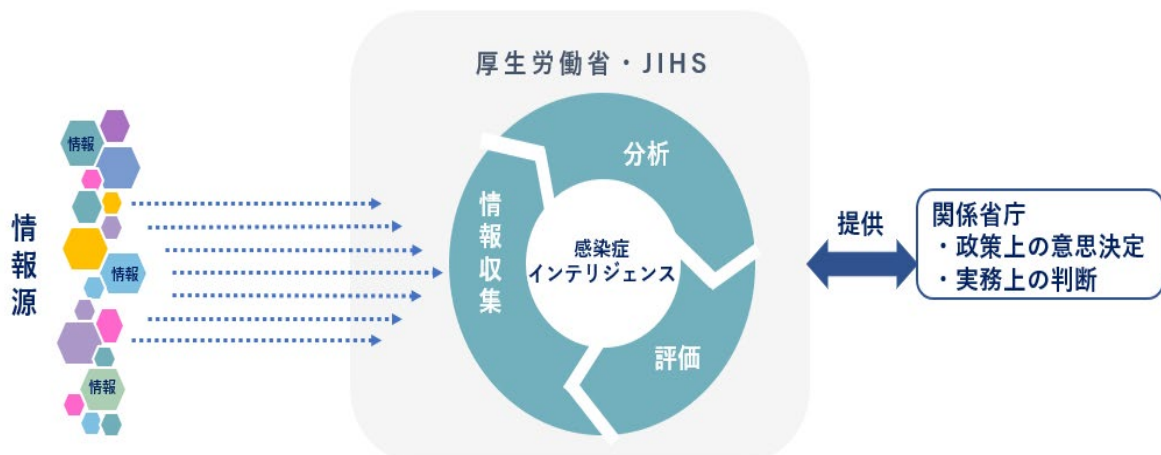 厚生労働省・JIHS
情報源
情報
情報
情報
情報収集
分析
評価
感染症
インテリジェンス
提供
関係省庁
・政策上の意思決定
・実務上の判断